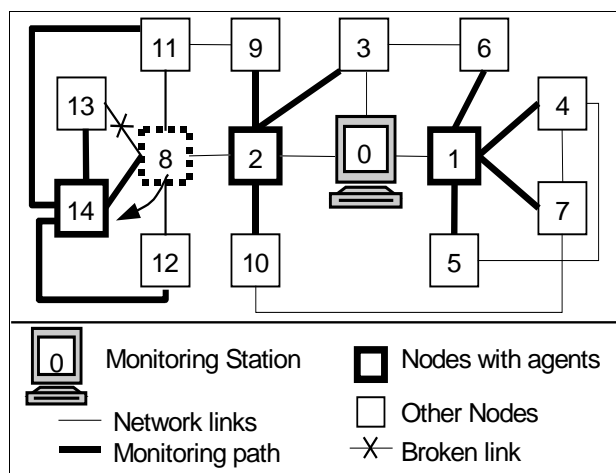 11 9 3 6
13 4
8 2 0 1
14 7
12 10 5
0 Monitoring Station Nodes with agents
Network links Other Nodes
Monitoring path Broken link